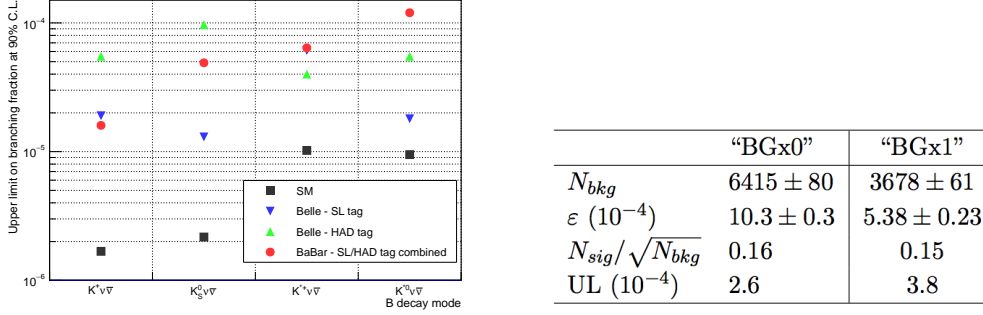 Upper limit on branching fraction at 90% C.L.
10⁻⁴
10⁻⁵
10⁻⁶
SM
Belle - SL tag
Belle - HAD tag
BaBar - SL/HAD tag combined
K⁺νν̅ K⁰_S νν̅ K*⁺νν̅ K*⁰νν̅
B decay mode
“BGx0” “BGx1”
N_bkg 6415 ± 80 3678 ± 61
ε (10⁻⁴) 10.3 ± 0.3 5.38 ± 0.23
N_sig/√N_bkg 0.16 0.15
UL (10⁻⁴) 2.6 3.8